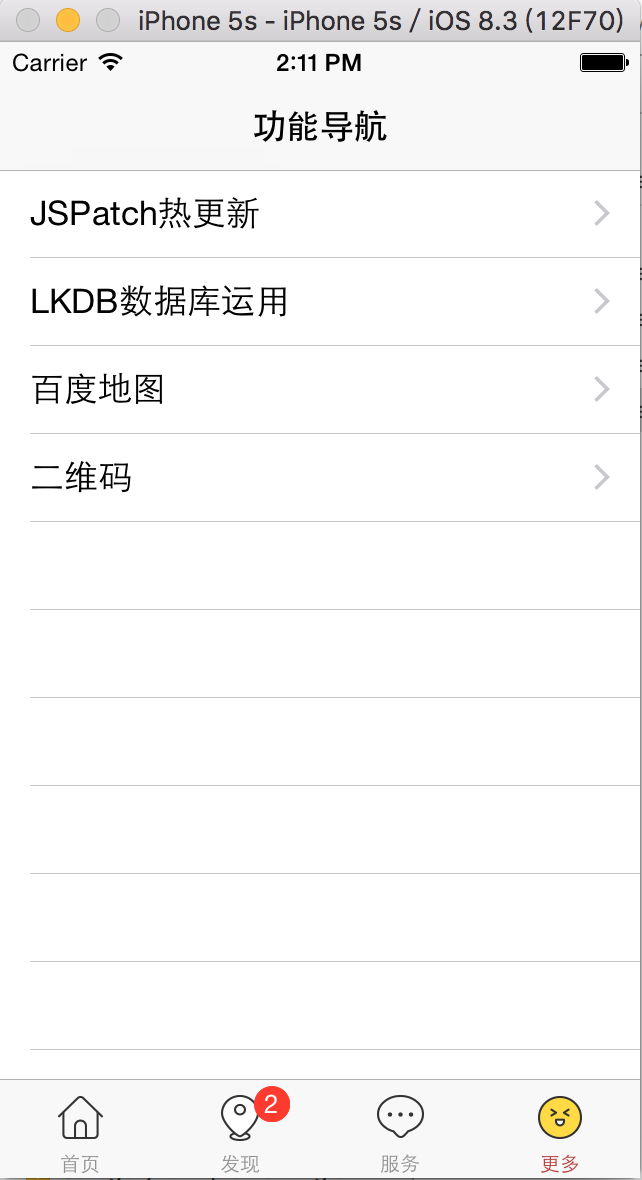 iPhone 5s - iPhone 5s / iOS 8.3 (12F70)
Carrier 2:11 PM
功能导航
JSPatch热更新
LKDB数据库运用
百度地图
二维码
2
首页 发现 服务 更多